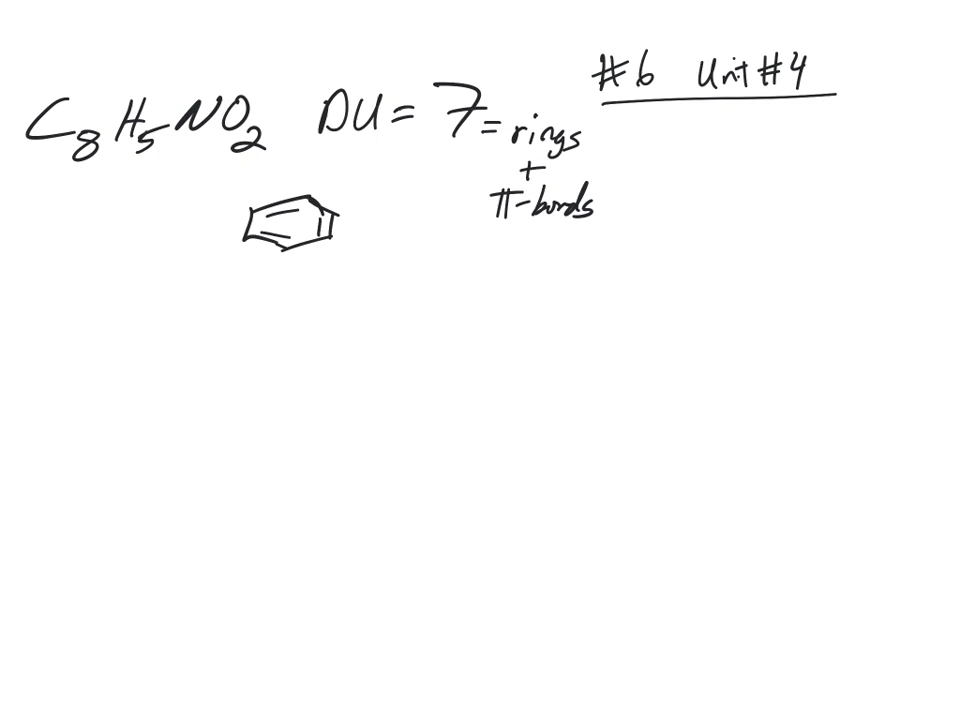 #6 Unit #4
C₈H₅NO₂ DU = 7 = rings
+
π-bonds